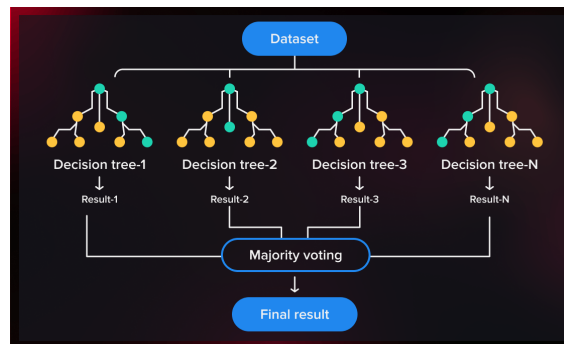 Dataset
Decision tree-1
Decision tree-2
Decision tree-3
Decision tree-N
Result-1
Result-2
Result-3
Result-N
Majority voting
Final result